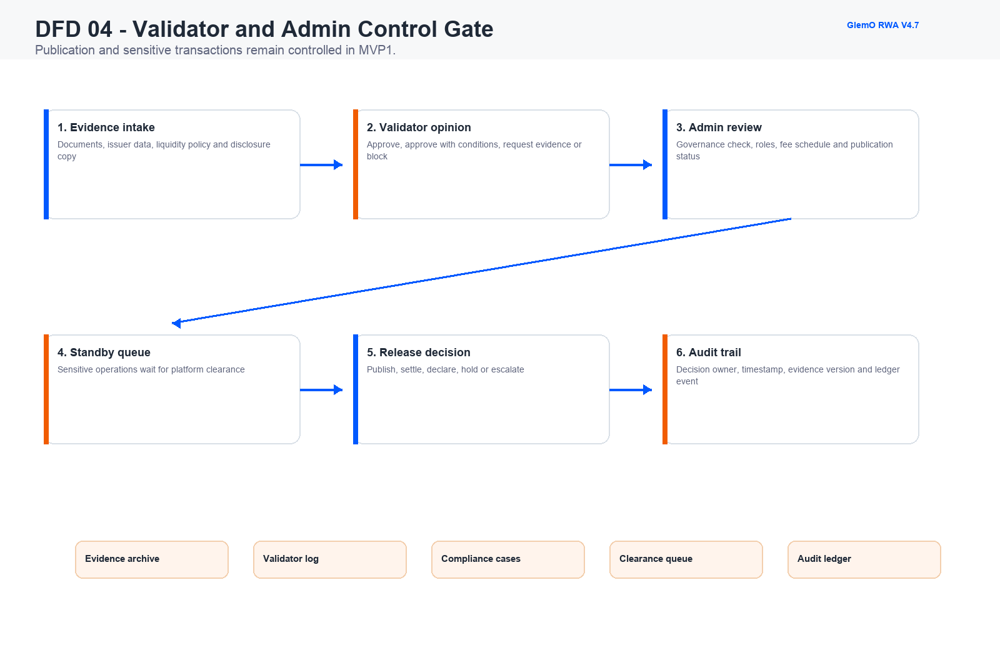 DFD 04 - Validator and Admin Control Gate
GlemO RWA V4.7
Publication and sensitive transactions remain controlled in MVP1.
1. Evidence intake
Documents, issuer data, liquidity policy and disclosure
copy
2. Validator opinion
Approve, approve with conditions, request evidence or
block
3. Admin review
Governance check, roles, fee schedule and publication
status
4. Standby queue
Sensitive operations wait for platform clearance
5. Release decision
Publish, settle, declare, hold or escalate
6. Audit trail
Decision owner, timestamp, evidence version and ledger
event
Evidence archive
Validator log
Compliance cases
Clearance queue
Audit ledger